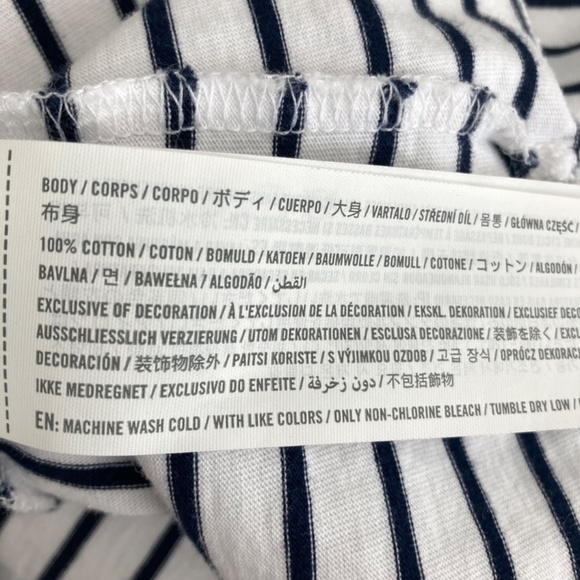 BODY / CORPS / CORPO / ボディ / CUERPO / 大身 / VARTALO / STŘEDNÍ DÍL / 몸통 / GŁÓWNA CZĘŚĆ /
布身
100% COTTON / COTON / BOMULD / KATOEN / BAUMWOLLE / BOMULL / COTONE / コットン / ALGODÓN /
BAVLNA / 면 / BAWEŁNA / ALGODÃO / القطن
EXCLUSIVE OF DECORATION / À L'EXCLUSION DE LA DÉCORATION / EKSKL. DEKORATION / EXCLUSIEF
AUSSCHLIESSLICH VERZIERUNG / UTOM DEKORATIONEN / ESCLUSA DECORAZIONE / 装飾を除く /
DECORACIÓN / 装饰物除外 / PAITSI KORISTE / S VÝJIMKOU OZDOB / 고급 장식 / OPRÓCZ
IKKE MEDREGNET / EXCLUSIVO DO ENFEITE / دون زخرفة / 不包括飾物
EN: MACHINE WASH COLD / WITH LIKE COLORS / ONLY NON-CHLORINE BLEACH / TUMBLE DRY LOW /